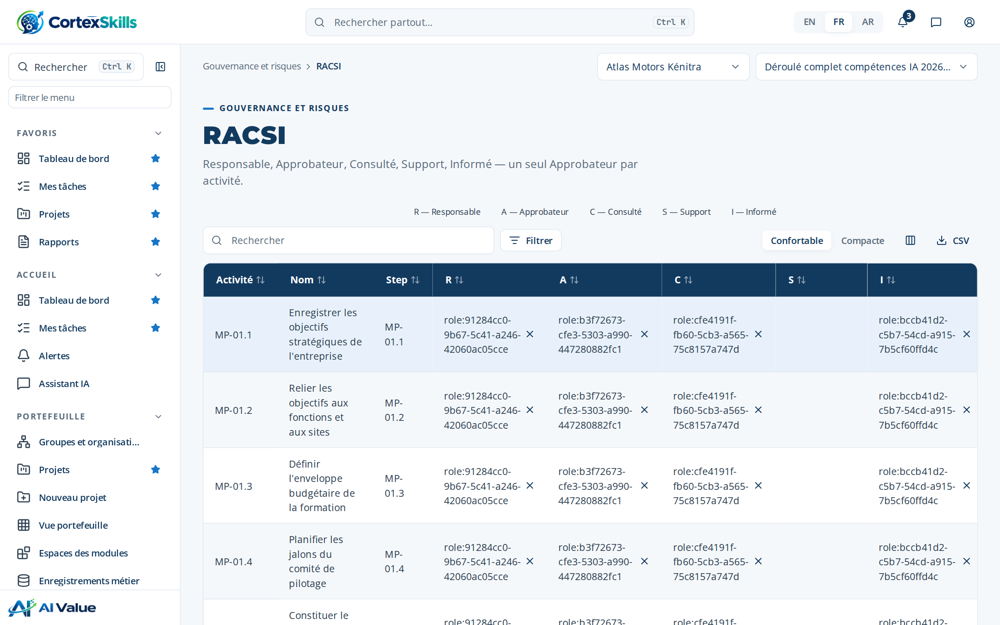 CortexSkills
Rechercher partout...
Ctrl K
EN
FR
AR
3
Rechercher
Ctrl K
Filtrer le menu
FAVORIS
Tableau de bord
Mes tâches
Projets
Rapports
ACCUEIL
Tableau de bord
Mes tâches
Alertes
Assistant IA
PORTEFEUILLE
Groupes et organisati...
Projets
Nouveau projet
Vue portefeuille
Espaces des modules
Enregistrements métier
AI Value
Gouvernance et risques > RACSI
Atlas Motors Kénitra
Déroulé complet compétences IA 2026...
GOUVERNANCE ET RISQUES
RACSI
Responsable, Approbateur, Consulté, Support, Informé — un seul Approbateur par
activité.
R — Responsable
A — Approbateur
C — Consulté
S — Support
I — Informé
Rechercher
Filtrer
Confortable
Compacte
CSV
Activité
Nom
Step
R
A
C
S
I
MP-01.1
Enregistrer les
objectifs
stratégiques de
l'entreprise
MP-
01.1
role:91284cc0-
9b67-5c41-a246-
42060ac05cce
role:b3f72673-
cfe3-5303-a990-
447280882fc1
role:cfe4191f-
fb60-5cb3-a565-
75c8157a747d
role:bccb41d2-
c5b7-54cd-a915-
7b5cf60ffd4c
MP-01.2
Relier les
objectifs aux
fonctions et
aux sites
MP-
01.2
role:91284cc0-
9b67-5c41-a246-
42060ac05cce
role:b3f72673-
cfe3-5303-a990-
447280882fc1
role:cfe4191f-
fb60-5cb3-a565-
75c8157a747d
role:bccb41d2-
c5b7-54cd-a915-
7b5cf60ffd4c
MP-01.3
Définir
l'enveloppe
budgétaire de
la formation
MP-
01.3
role:91284cc0-
9b67-5c41-a246-
42060ac05cce
role:b3f72673-
cfe3-5303-a990-
447280882fc1
role:cfe4191f-
fb60-5cb3-a565-
75c8157a747d
role:bccb41d2-
c5b7-54cd-a915-
7b5cf60ffd4c
MP-01.4
Planifier les
jalons du
comité de
pilotage
MP-
01.4
role:91284cc0-
9b67-5c41-a246-
42060ac05cce
role:b3f72673-
cfe3-5303-a990-
447280882fc1
role:cfe4191f-
fb60-5cb3-a565-
75c8157a747d
role:bccb41d2-
c5b7-54cd-a915-
7b5cf60ffd4c
Constituer le
role:91284cc0-
role:b3f72673-
role:cfe4191f-
role:bccb41d2-